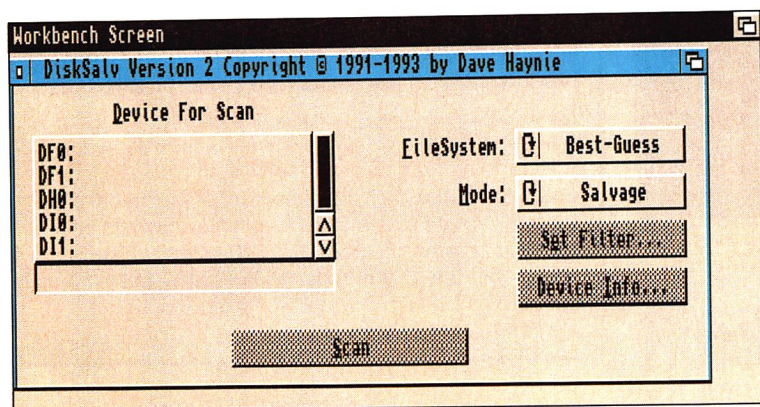 Workbench Screen
DiskSalv Version 2 Copyright © 1991-1993 by Dave Haynie
Device For Scan
DF0:
DF1:
DH0:
DI0:
DI1:
FileSystem: Best-Guess
Mode: Salvage
Set Filter...
Device Info...
Scan